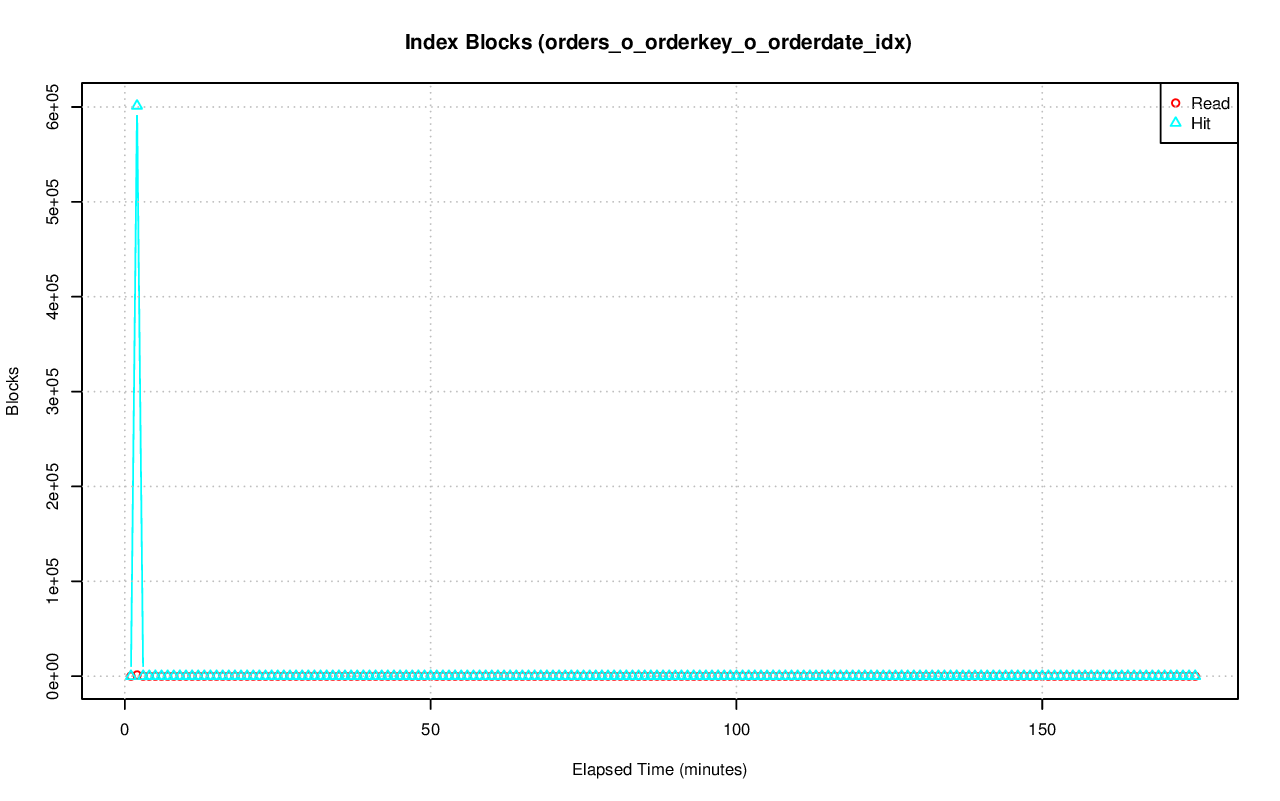 Index Blocks (orders_o_orderkey_o_orderdate_idx)
Read
Hit
6e+05
5e+05
4e+05
3e+05
2e+05
1e+05
0e+00
Blocks
0
50
100
150
Elapsed Time (minutes)